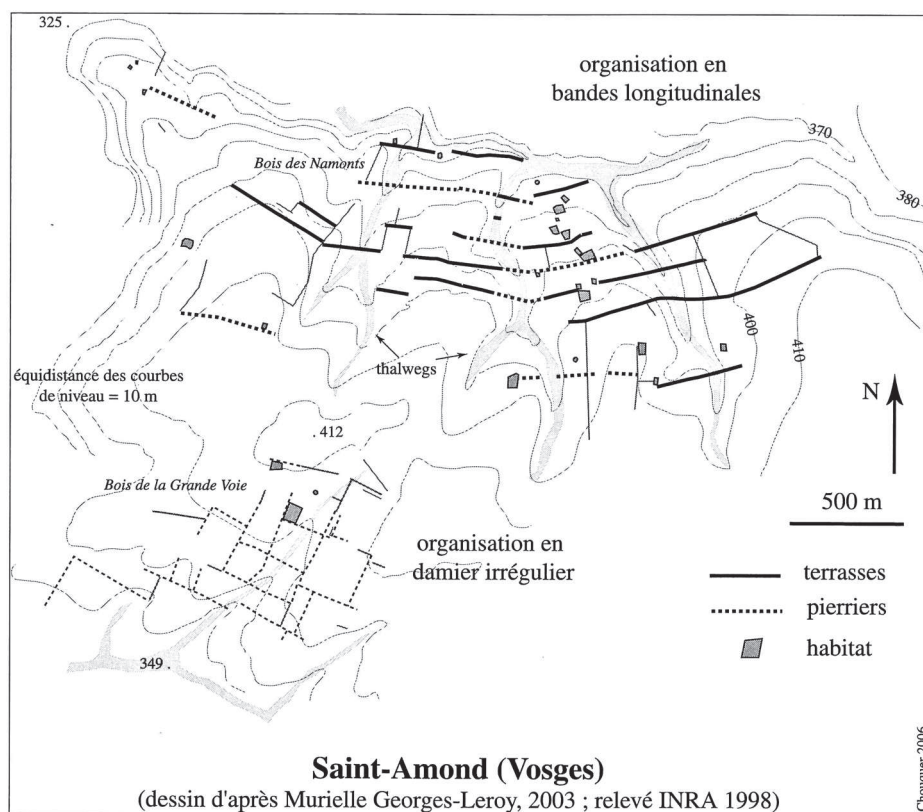 325 .
organisation en
bandes longitudinales
370
Bois des Namonts
380
400
410
thalwegs
équidistance des courbes
de niveau = 10 m
N
. 412
Bois de la Grande Voie
500 m
organisation en
damier irrégulier
terrasses
pierriers
habitat
349 .
Saint-Amond (Vosges)
(dessin d'après Murielle Georges-Leroy, 2003 ; relevé INRA 1998)
2006